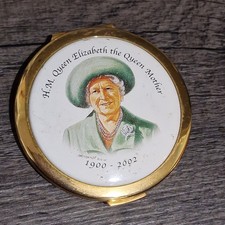 H.M. Queen Elizabeth the Queen Mother
1900 - 2002